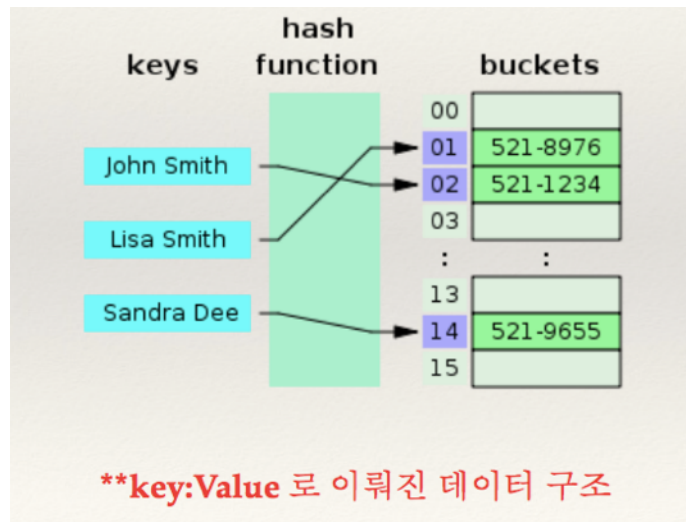 hash
keys function buckets
00
John Smith 01 521-8976
02 521-1234
Lisa Smith 03
: :
13
Sandra Dee 14 521-9655
15
**key:Value 로 이뤄진 데이터 구조